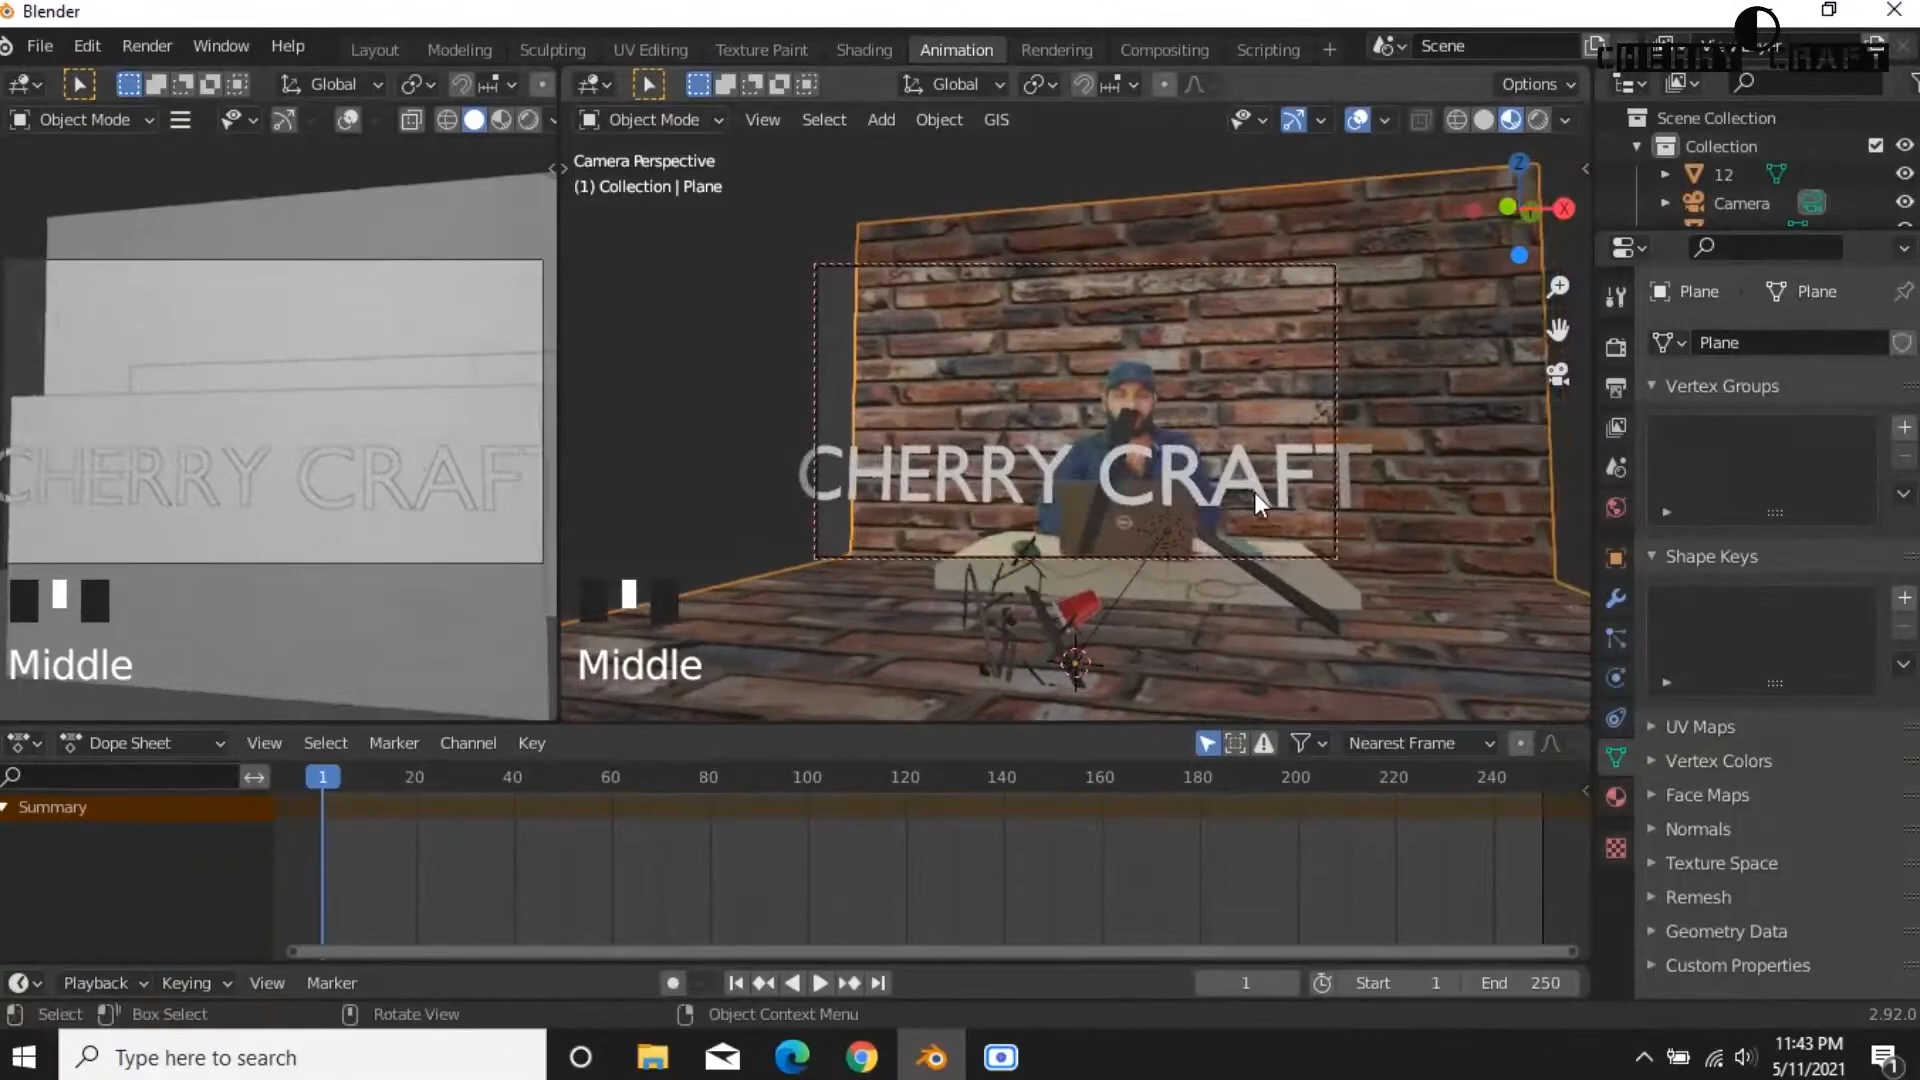 Blender
File Edit Render Window Help Layout Modeling Sculpting UV Editing Texture Paint Shading Animation Rendering Compositing Scripting + Scene
CHERRY CRAFT
Global Global Options
Object Mode Object Mode View Select Add Object GIS
Scene Collection
Collection
12
Camera
Camera Perspective
(1) Collection | Plane
Z
X
Plane Plane
Plane
Vertex Groups
Shape Keys
CHERRY CRAFT
CHERRY CRAFT
Middle
Middle
UV Maps
Vertex Colors
Face Maps
Normals
Texture Space
Remesh
Geometry Data
Custom Properties
Dope Sheet View Select Marker Channel Key Nearest Frame
1 20 40 60 80 100 120 140 160 180 200 220 240
Summary
Playback Keying View Marker 1 Start 1 End 250
Select Box Select Rotate View Object Context Menu 2.92.0
Type here to search
11:43 PM
5/11/2021
1